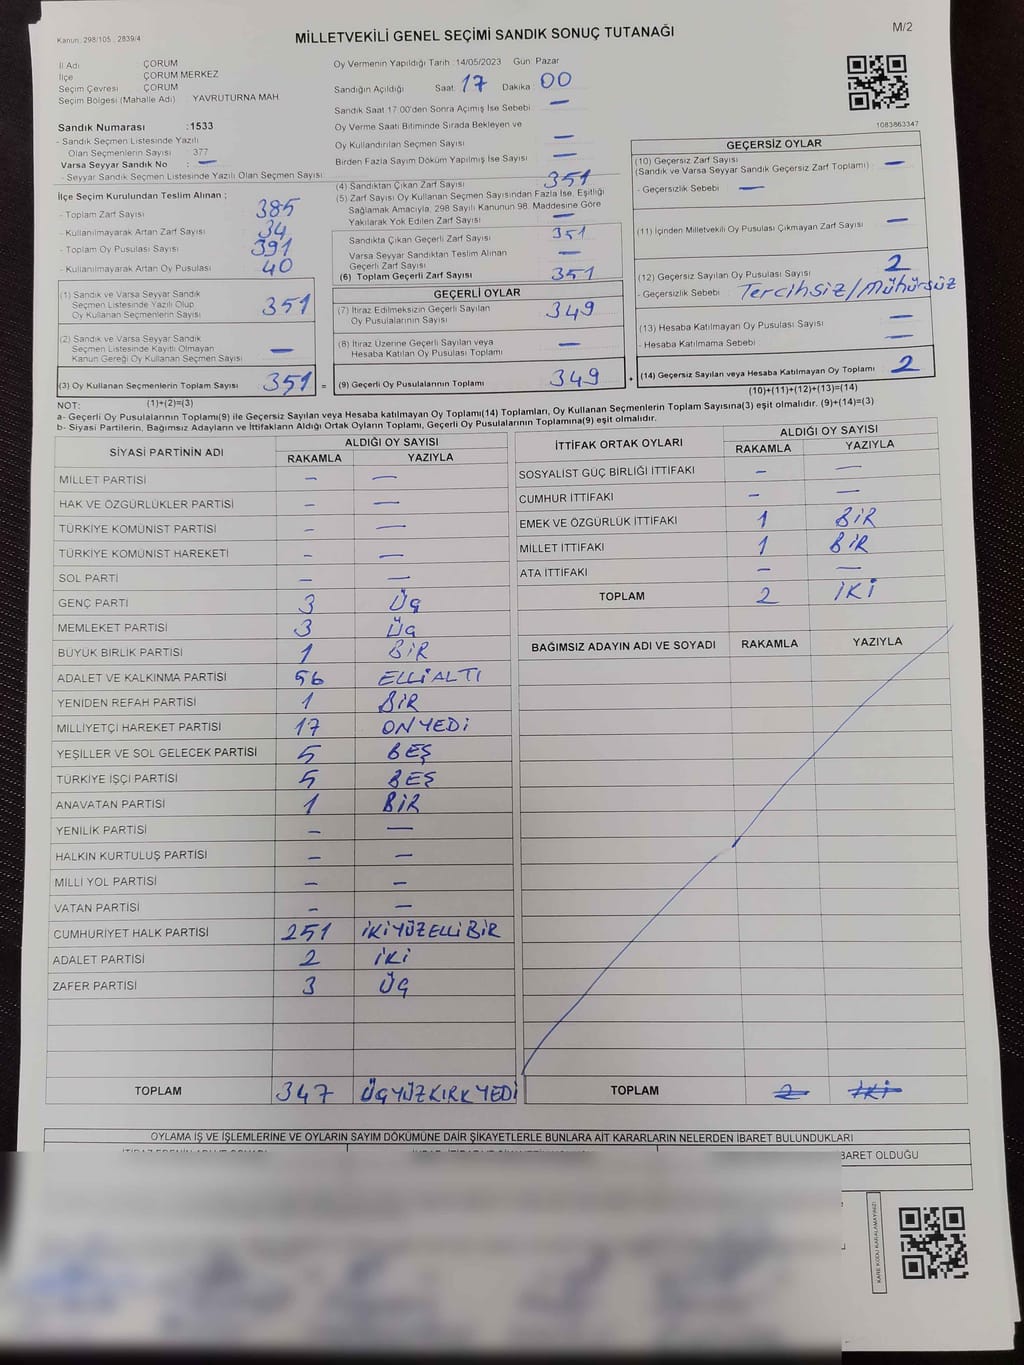 Kanun: 298/105 ; 2839/4
MİLLETVEKİLİ GENEL SEÇİMİ SANDIK SONUÇ TUTANAĞI
M/2
İl Adı ÇORUM
İlçe ÇORUM MERKEZ
Seçim Çevresi ÇORUM
Seçim Bölgesi (Mahalle Adı) YAVRUTURNA MAH
Sandık Numarası : 1533
- Sandık Seçmen Listesinde Yazılı
Olan Seçmenlerin Sayısı 377
Varsa Seyyar Sandık No : —
- Seyyar Sandık Seçmen Listesinde Yazılı Olan Seçmen Sayısı
İlçe Seçim Kurulundan Teslim Alınan ;
- Toplam Zarf Sayısı 385
- Kullanılmayarak Artan Zarf Sayısı 34
- Toplam Oy Pusulası Sayısı 391
- Kullanılmayarak Artan Oy Pusulası 40
(1) Sandık ve Varsa Seyyar Sandık
Seçmen Listesinde Yazılı Olup
Oy Kullanan Seçmenlerin Sayısı 351
(2) Sandık ve Varsa Seyyar Sandık
Seçmen Listesinde Kayıtlı Olmayan
Kanun Gereği Oy Kullanan Seçmen Sayısı —
(3) Oy Kullanan Seçmenlerin Toplam Sayısı 351 =
(1)+(2)=(3)
Oy Vermenin Yapıldığı Tarih :14/05/2023 Gün: Pazar
Sandığın Açıldığı Saat: 17 Dakika 00
Sandık Saat 17:00'den Sonra Açımış İse Sebebi —
Oy Verme Saati Bitiminde Sırada Bekleyen ve
Oy Kullandırılan Seçmen Sayısı —
Birden Fazla Sayım Döküm Yapılmış İse Sayısı —
(4) Sandıktan Çıkan Zarf Sayısı 351
(5) Zarf Sayısı Oy Kullanan Seçmen Sayısından Fazla İse, Eşitliği
Sağlamak Amacıyla, 298 Sayılı Kanunun 98. Maddesine Göre
Yakılarak Yok Edilen Zarf Sayısı —
Sandıkta Çıkan Geçerli Zarf Sayısı 351
Varsa Seyyar Sandıktan Teslim Alınan
Geçerli Zarf Sayısı —
(6) Toplam Geçerli Zarf Sayısı 351
GEÇERLİ OYLAR
(7) İtiraz Edilmeksizin Geçerli Sayılan
Oy Pusulalarının Sayısı 349
(8) İtiraz Üzerine Geçerli Sayılan veya
Hesaba Katılan Oy Pusulası Toplamı —
(9) Geçerli Oy Pusulalarının Toplamı 349 +
1083863347
GEÇERSİZ OYLAR
(10) Geçersiz Zarf Sayısı
(Sandık ve Varsa Seyyar Sandık Geçersiz Zarf Toplamı) —
- Geçersizlik Sebebi —
(11) İçinden Milletvekili Oy Pusulası Çıkmayan Zarf Sayısı —
(12) Geçersiz Sayılan Oy Pusulası Sayısı 2
- Geçersizlik Sebebi Tercihsiz/Mühürsüz
(13) Hesaba Katılmayan Oy Pusulası Sayısı —
- Hesaba Katılmama Sebebi —
(14) Geçersiz Sayılan veya Hesaba Katılmayan Oy Toplamı 2
(10)+(11)+(12)+(13)=(14)
NOT:
a- Geçerli Oy Pusulalarının Toplamı(9) ile Geçersiz Sayılan veya Hesaba katılmayan Oy Toplamı(14) Toplamları, Oy Kullanan Seçmenlerin Toplam Sayısına(3) eşit olmalıdır. (9)+(14)=(3)
b- Siyasi Partilerin, Bağımsız Adayların ve İttifakların Aldığı Ortak Oyların Toplamı, Geçerli Oy Pusulalarının Toplamına(9) eşit olmalıdır.
SİYASİ PARTİNİN ADI ALDIĞI OY SAYISI
RAKAMLA YAZIYLA
MİLLET PARTİSİ — —
HAK VE ÖZGÜRLÜKLER PARTİSİ — —
TÜRKİYE KOMÜNİST PARTİSİ — —
TÜRKİYE KOMÜNİST HAREKETİ — —
SOL PARTİ — —
GENÇ PARTİ 3 ÜÇ
MEMLEKET PARTİSİ 3 ÜÇ
BÜYÜK BİRLİK PARTİSİ 1 BİR
ADALET VE KALKINMA PARTİSİ 56 ELLİALTI
YENİDEN REFAH PARTİSİ 1 BİR
MİLLİYETÇİ HAREKET PARTİSİ 17 ONYEDİ
YEŞİLLER VE SOL GELECEK PARTİSİ 5 BEŞ
TÜRKİYE İŞÇİ PARTİSİ 5 BEŞ
ANAVATAN PARTİSİ 1 BİR
YENİLİK PARTİSİ — —
HALKIN KURTULUŞ PARTİSİ — —
MİLLİ YOL PARTİSİ — —
VATAN PARTİSİ — —
CUMHURİYET HALK PARTİSİ 251 İKİYÜZELLİBİR
ADALET PARTİSİ 2 İKİ
ZAFER PARTİSİ 3 ÜÇ
TOPLAM 347 ÜÇYÜZKIRKYEDİ
İTTİFAK ORTAK OYLARI ALDIĞI OY SAYISI
RAKAMLA YAZIYLA
SOSYALİST GÜÇ BİRLİĞİ İTTİFAKI — —
CUMHUR İTTİFAKI — —
EMEK VE ÖZGÜRLÜK İTTİFAKI 1 BİR
MİLLET İTTİFAKI 1 BİR
ATA İTTİFAKI — —
TOPLAM 2 İKİ
BAĞIMSIZ ADAYIN ADI VE SOYADI RAKAMLA YAZIYLA
TOPLAM 2 İKİ
OYLAMA İŞ VE İŞLEMLERİNE VE OYLARIN SAYIM DÖKÜMÜNE DAİR ŞİKAYETLERLE BUNLARA AİT KARARLARIN NELERDEN İBARET BULUNDUKLARI
BARET OLDUĞU
KARE KODU KARALAMAYINIZ!